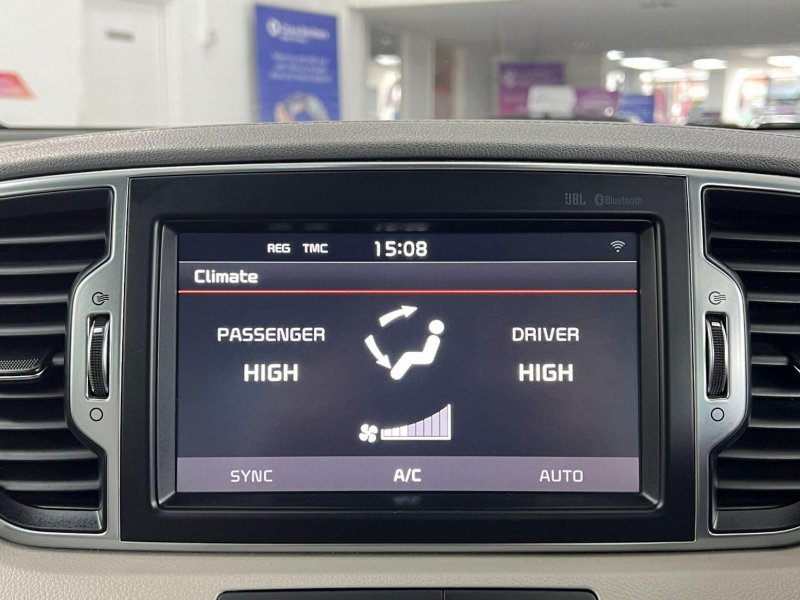 JBL Bluetooth
REG TMC 15:08
Climate
PASSENGER DRIVER
HIGH HIGH
SYNC A/C AUTO